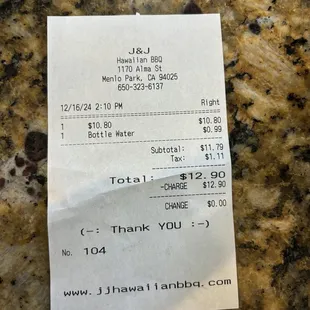 J&J
Hawaiian BBQ
1170 Alma St
Menlo Park, CA 94025
650-323-6137
12/16/24 2:10 PM Right
1 $10.80 $10.80
1 Bottle Water $0.99
Subtotal: $11.79
Tax: $1.11
Total: $12.90
-CHARGE $12.90
CHANGE $0.00
(-: Thank YOU :-)
No. 104
www.jjhawaiianbbq.com